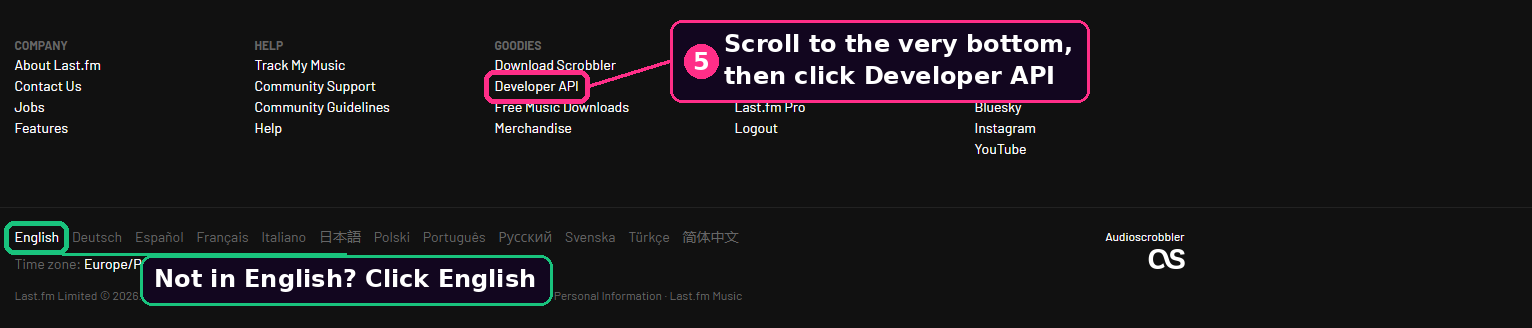 COMPANY
About Last.fm
Contact Us
Jobs
Features
HELP
Track My Music
Community Support
Community Guidelines
Help
GOODIES
Download Scrobbler
Developer API
Free Music Downloads
Merchandise
5 Scroll to the very bottom,
then click Developer API
Last.fm Pro
Logout
Bluesky
Instagram
YouTube
English Deutsch Español Français Italiano 日本語 Polski Português Русский Svenska Türkçe 简体中文
Time zone: Europe/P
Not in English? Click English
Last.fm Limited © 2026
Personal Information · Last.fm Music
Audioscrobbler